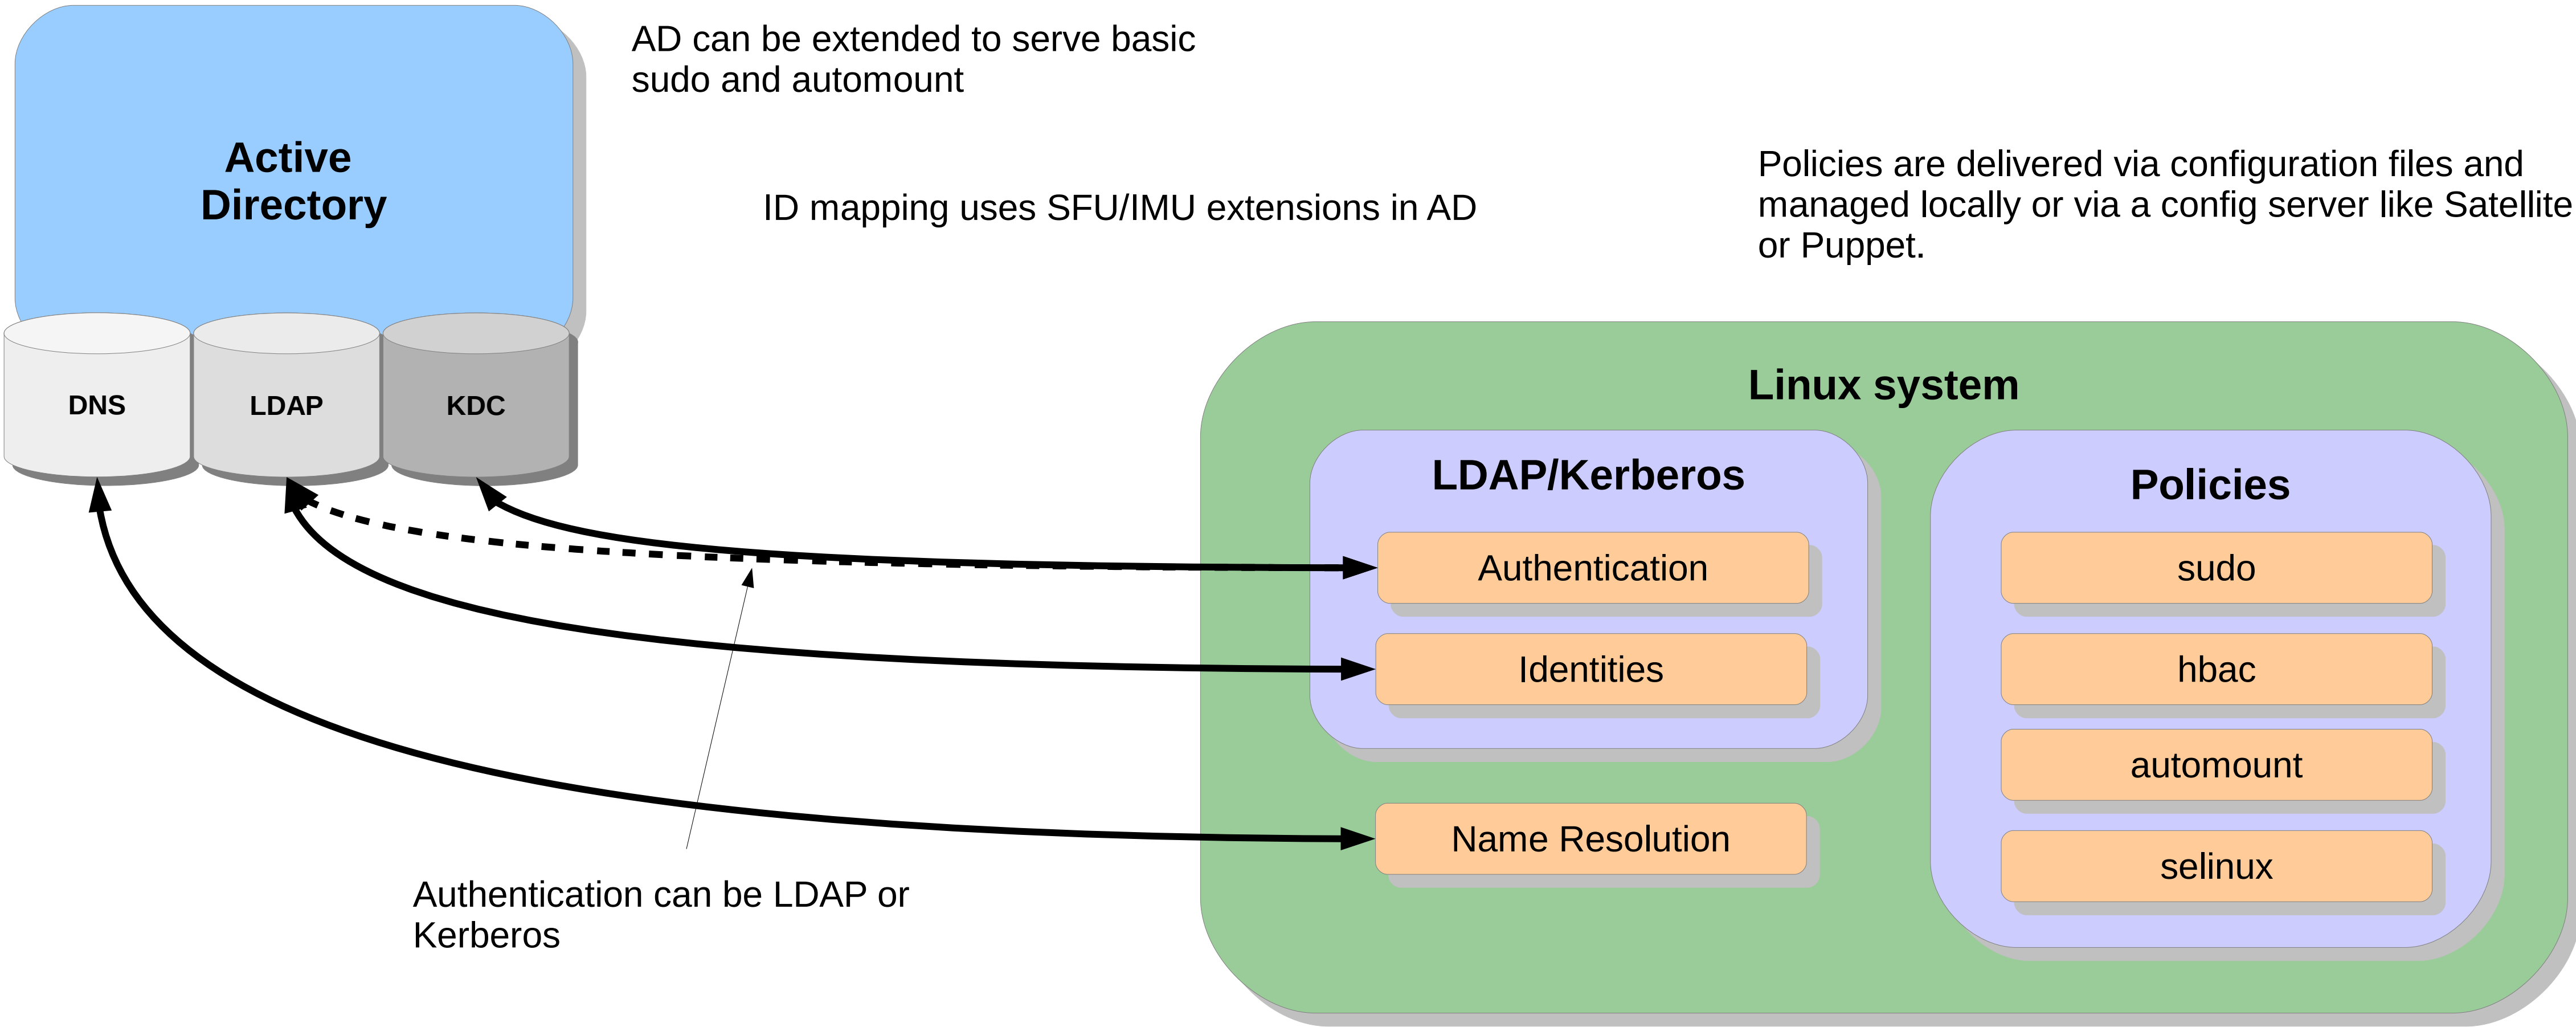 AD can be extended to serve basic
sudo and automount
Active
Directory
ID mapping uses SFU/IMU extensions in AD
Policies are delivered via configuration files and
managed locally or via a config server like Satellite
or Puppet.
DNS
LDAP
KDC
Linux system
LDAP/Kerberos
Authentication
Identities
Name Resolution
Policies
sudo
hbac
automount
selinux
Authentication can be LDAP or
Kerberos